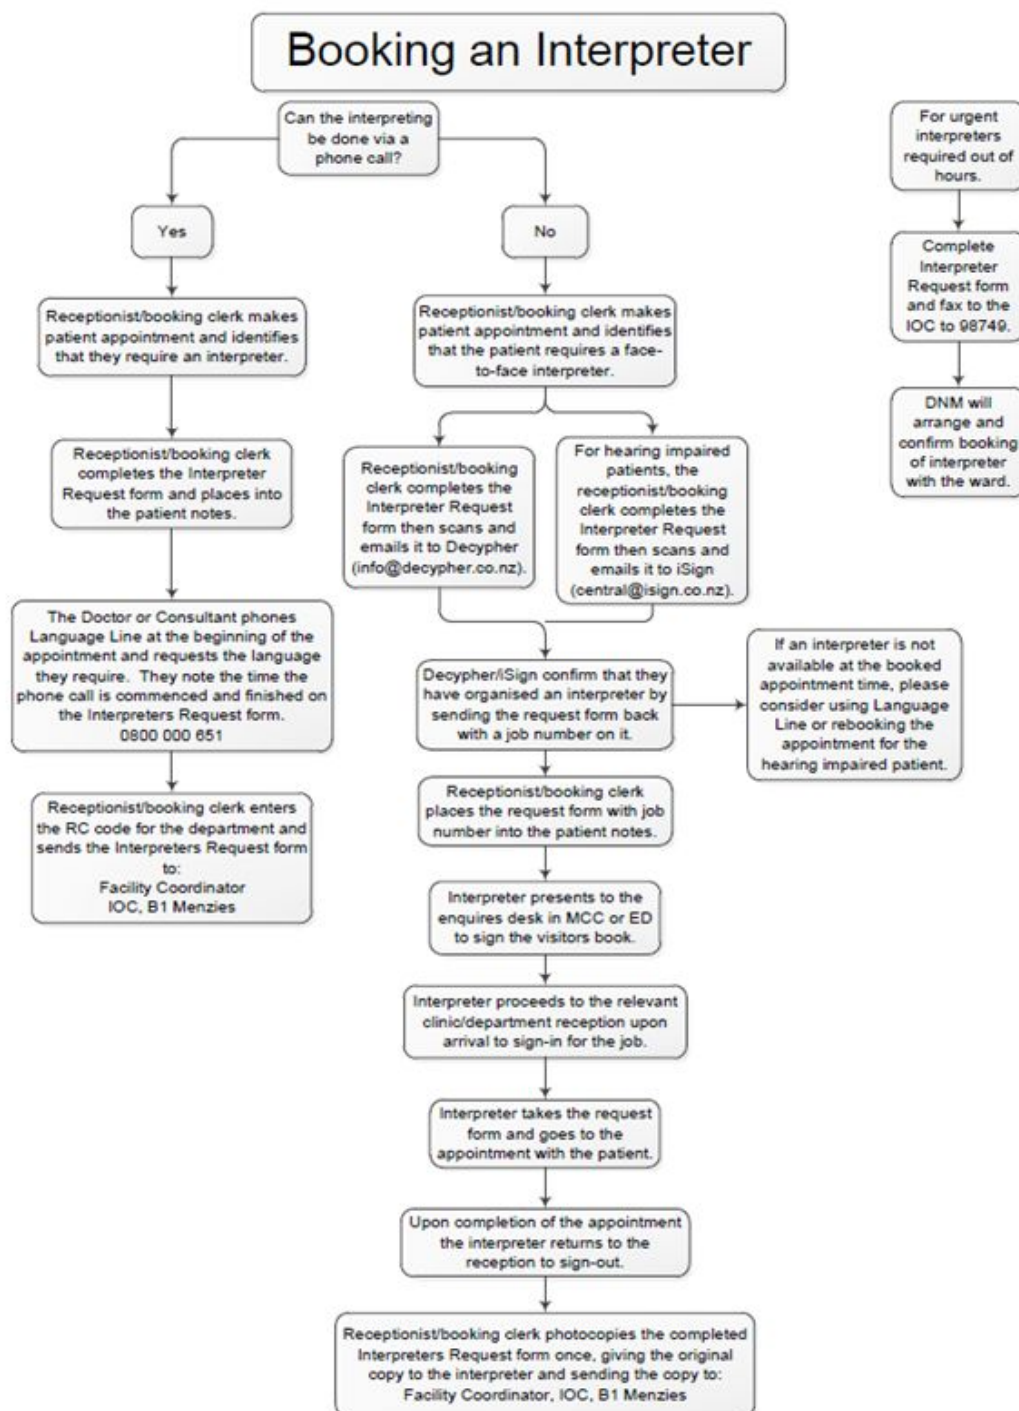 Booking an Interpreter
Can the interpreting
be done via a
phone call?
Yes
Receptionist/booking clerk makes
patient appointment and identifies
that they require an interpreter.
Receptionist/booking clerk
completes the Interpreter
Request form and places into
the patient notes.
The Doctor or Consultant phones
Language Line at the beginning of the
appointment and requests the language
they require. They note the time the
phone call is commenced and finished on
the Interpreters Request form.
0800 000 651
Receptionist/booking clerk enters
the RC code for the department and
sends the Interpreters Request form
to:
Facility Coordinator
IOC, B1 Menzies
No
Receptionist/booking clerk makes
patient appointment and identifies
that the patient requires a face-
to-face interpreter.
Receptionist/booking
clerk completes the
Interpreter Request
form then scans and
emails it to Decypher
(info@decypher.co.nz).
For hearing impaired
patients, the
receptionist/booking
clerk completes the
Interpreter Request
form then scans and
emails it to iSign
(central@isign.co.nz).
Decypher/iSign confirm that they
have organised an interpreter by
sending the request form back
with a job number on it.
If an interpreter is not
available at the booked
appointment time, please
consider using Language
Line or rebooking the
appointment for the
hearing impaired patient.
Receptionist/booking clerk
places the request form with job
number into the patient notes.
Interpreter presents to the
enquires desk in MCC or ED
to sign the visitors book.
Interpreter proceeds to the relevant
clinic/department reception upon
arrival to sign-in for the job.
Interpreter takes the request
form and goes to the
appointment with the patient.
Upon completion of the appointment
the interpreter returns to the
reception to sign-out.
Receptionist/booking clerk photocopies the completed
Interpreters Request form once, giving the original
copy to the interpreter and sending the copy to:
Facility Coordinator, IOC, B1 Menzies
For urgent
interpreters
required out of
hours.
Complete
Interpreter
Request form
and fax to the
IOC to 98749.
DNM will
arrange and
confirm booking
of interpreter
with the ward.